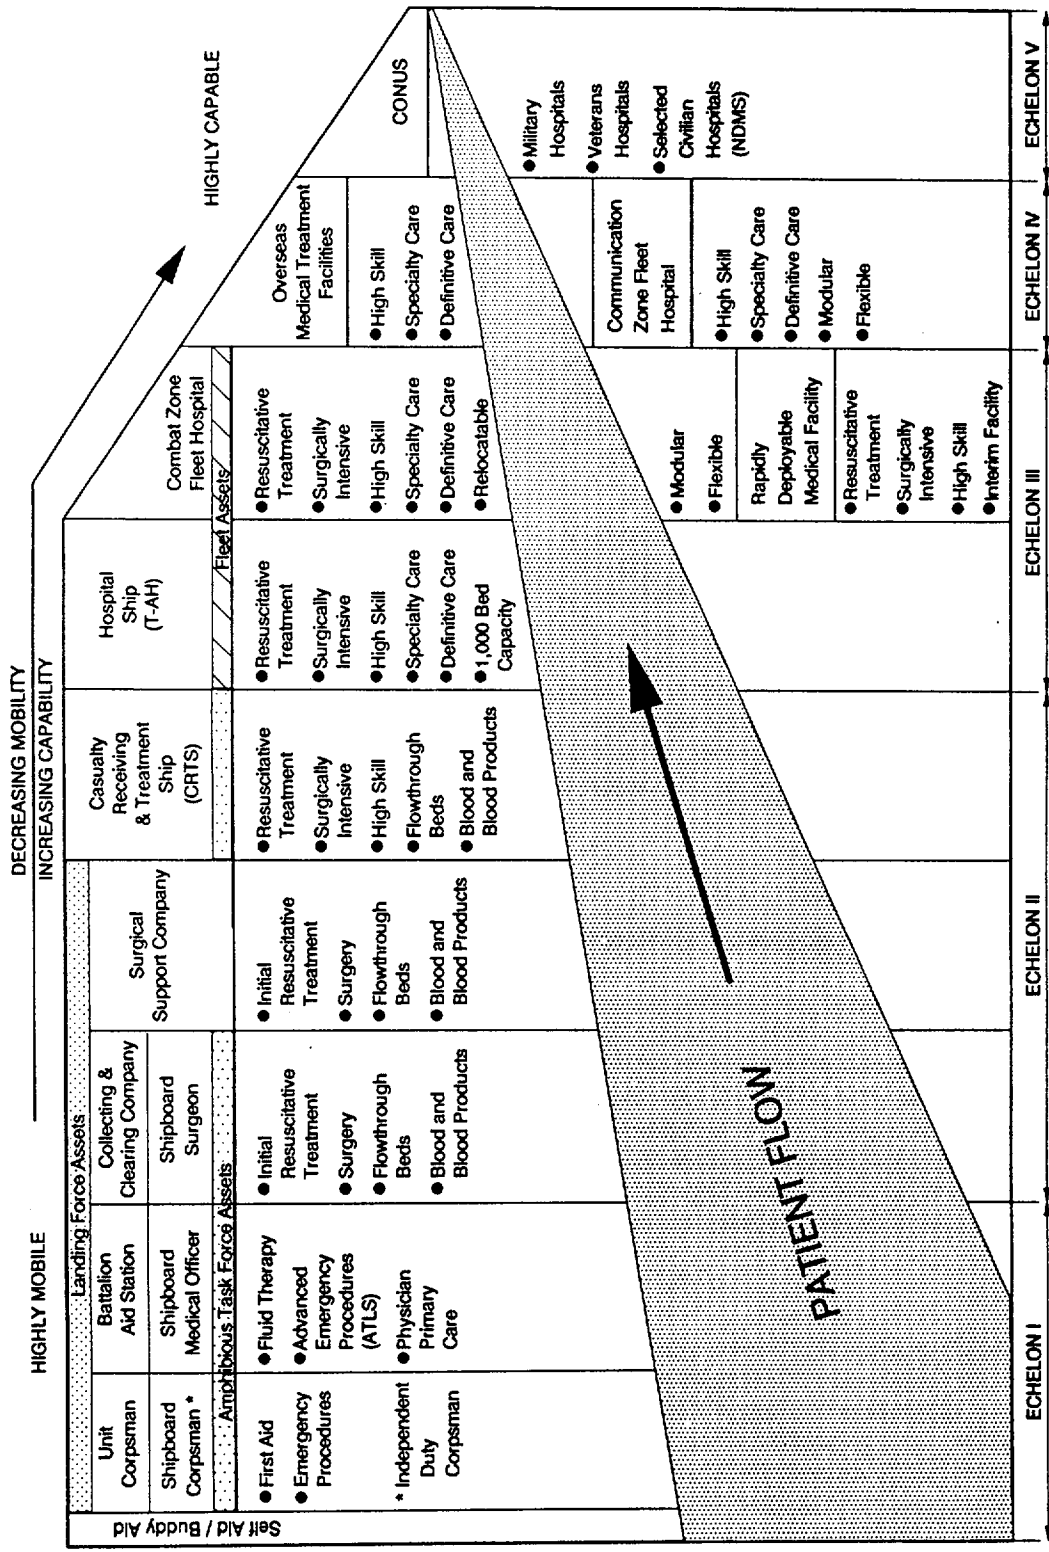 DECREASING MOBILITY
HIGHLY MOBILE
INCREASING CAPABILITY
HIGHLY CAPABLE
Self Aid / Buddy Aid
Landing Force Assets
Unit
Corpsman
Shipboard
Corpsman *
Battalion
Aid Station
Shipboard
Medical Officer
Collecting &
Clearing Company
Shipboard
Surgeon
Surgical
Support Company
Amphibious Task Force Assets
Casualty
Receiving
& Treatment
Ship
(CRTS)
Hospital
Ship
(T-AH)
Combat Zone
Fleet Hospital
Fleet Assets
Overseas
Medical Treatment
Facilities
CONUS
●First Aid
●Emergency
Procedures
* Independent
Duty
Corpsman
●Fluid Therapy
●Advanced
Emergency
Procedures
(ATLS)
●Physician
Primary
Care
●Initial
Resuscitative
Treatment
●Surgery
●Flowthrough
Beds
●Blood and
Blood Products
●Initial
Resuscitative
Treatment
●Surgery
●Flowthrough
Beds
●Blood and
Blood Products
●Resuscitative
Treatment
●Surgically
Intensive
●High Skill
●Flowthrough
Beds
●Blood and
Blood Products
●Resuscitative
Treatment
●Surgically
Intensive
●High Skill
●Specialty Care
●Definitive Care
●1,000 Bed
Capacity
●Resuscitative
Treatment
●Surgically
Intensive
●High Skill
●Specialty Care
●Definitive Care
●Relocatable
●Modular
●Flexible
Rapidly
Deployable
Medical Facility
●Resuscitative
Treatment
●Surgically
Intensive
●High Skill
●Interim Facility
●High Skill
●Specialty Care
●Definitive Care
Communication
Zone Fleet
Hospital
●High Skill
●Specialty Care
●Definitive Care
●Modular
●Flexible
●Military
Hospitals
●Veterans
Hospitals
●Selected
Civilian
Hospitals
(NDMS)
PATIENT FLOW
ECHELON I
ECHELON II
ECHELON III
ECHELON IV
ECHELON V